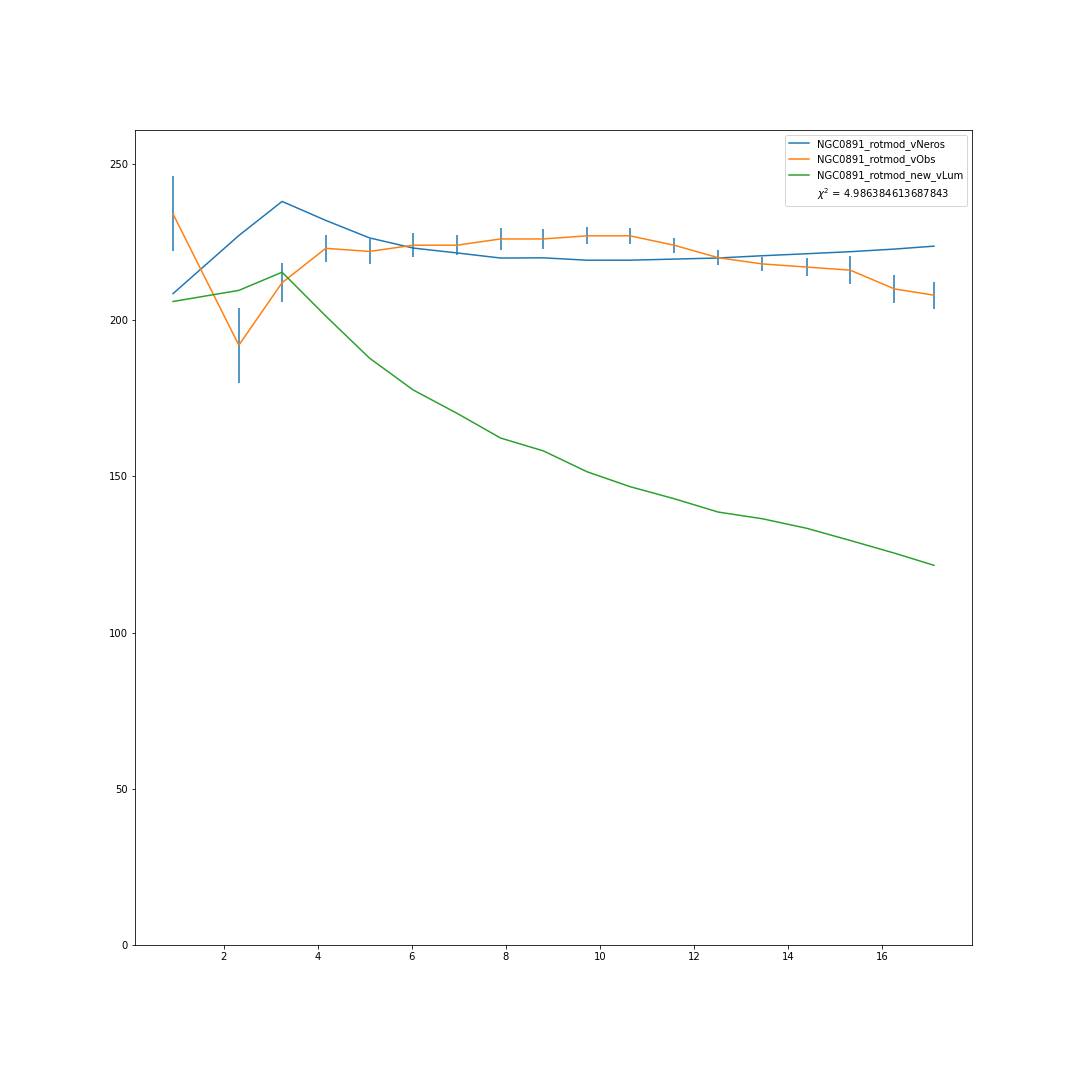 NGC0891_rotmod_vNeros
NGC0891_rotmod_vObs
NGC0891_rotmod_new_vLum
χ² = 4.986384613687843
250
200
150
100
50
0
2 4 6 8 10 12 14 16